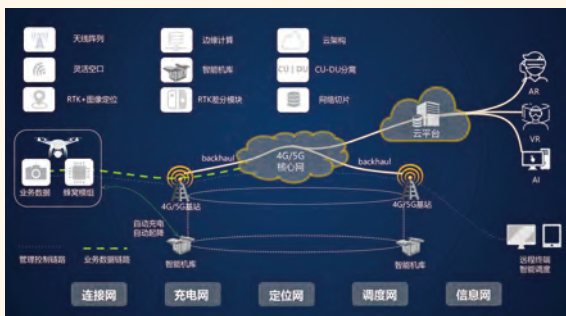 天线阵列
边缘计算
云架构
灵活空口
智能机库
CU | DU
CU-DU分离
RTK+图像定位
RTK差分模块
网络切片
AR
VR
AI
云平台
4G/5G
核心网
backhaul
backhaul
业务数据
蜂窝模组
4G/5G基站
4G/5G基站
自动充电
自动起降
管理控制链路
业务数据链路
智能机库
智能机库
远程终端
智能调度
连接网
充电网
定位网
调度网
信息网